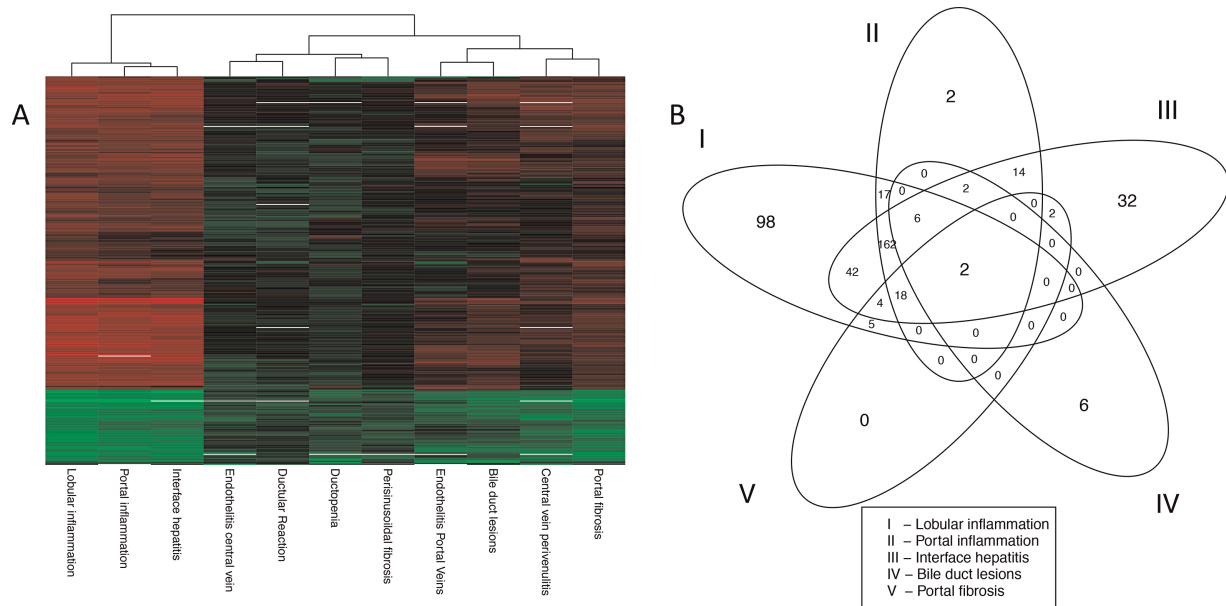 A
Lobular inflammation
Portal inflammation
Interface hepatitis
Endothelitis central vein
Ductular Reaction
Ductopenia
Perisinusoildal fibrosis
Endothelitis Portal Veins
Bile duct lesions
Central vein perivenulitis
Portal fibrosis
B
I
II
III
IV
V
2
98
32
6
0
0
14
17
0
2
0
2
6
0
0
162
2
42
0
0
18
0
4
5
0
0
0
0
0
0
0
0
I – Lobular inflammation
II – Portal inflammation
III – Interface hepatitis
IV – Bile duct lesions
V – Portal fibrosis